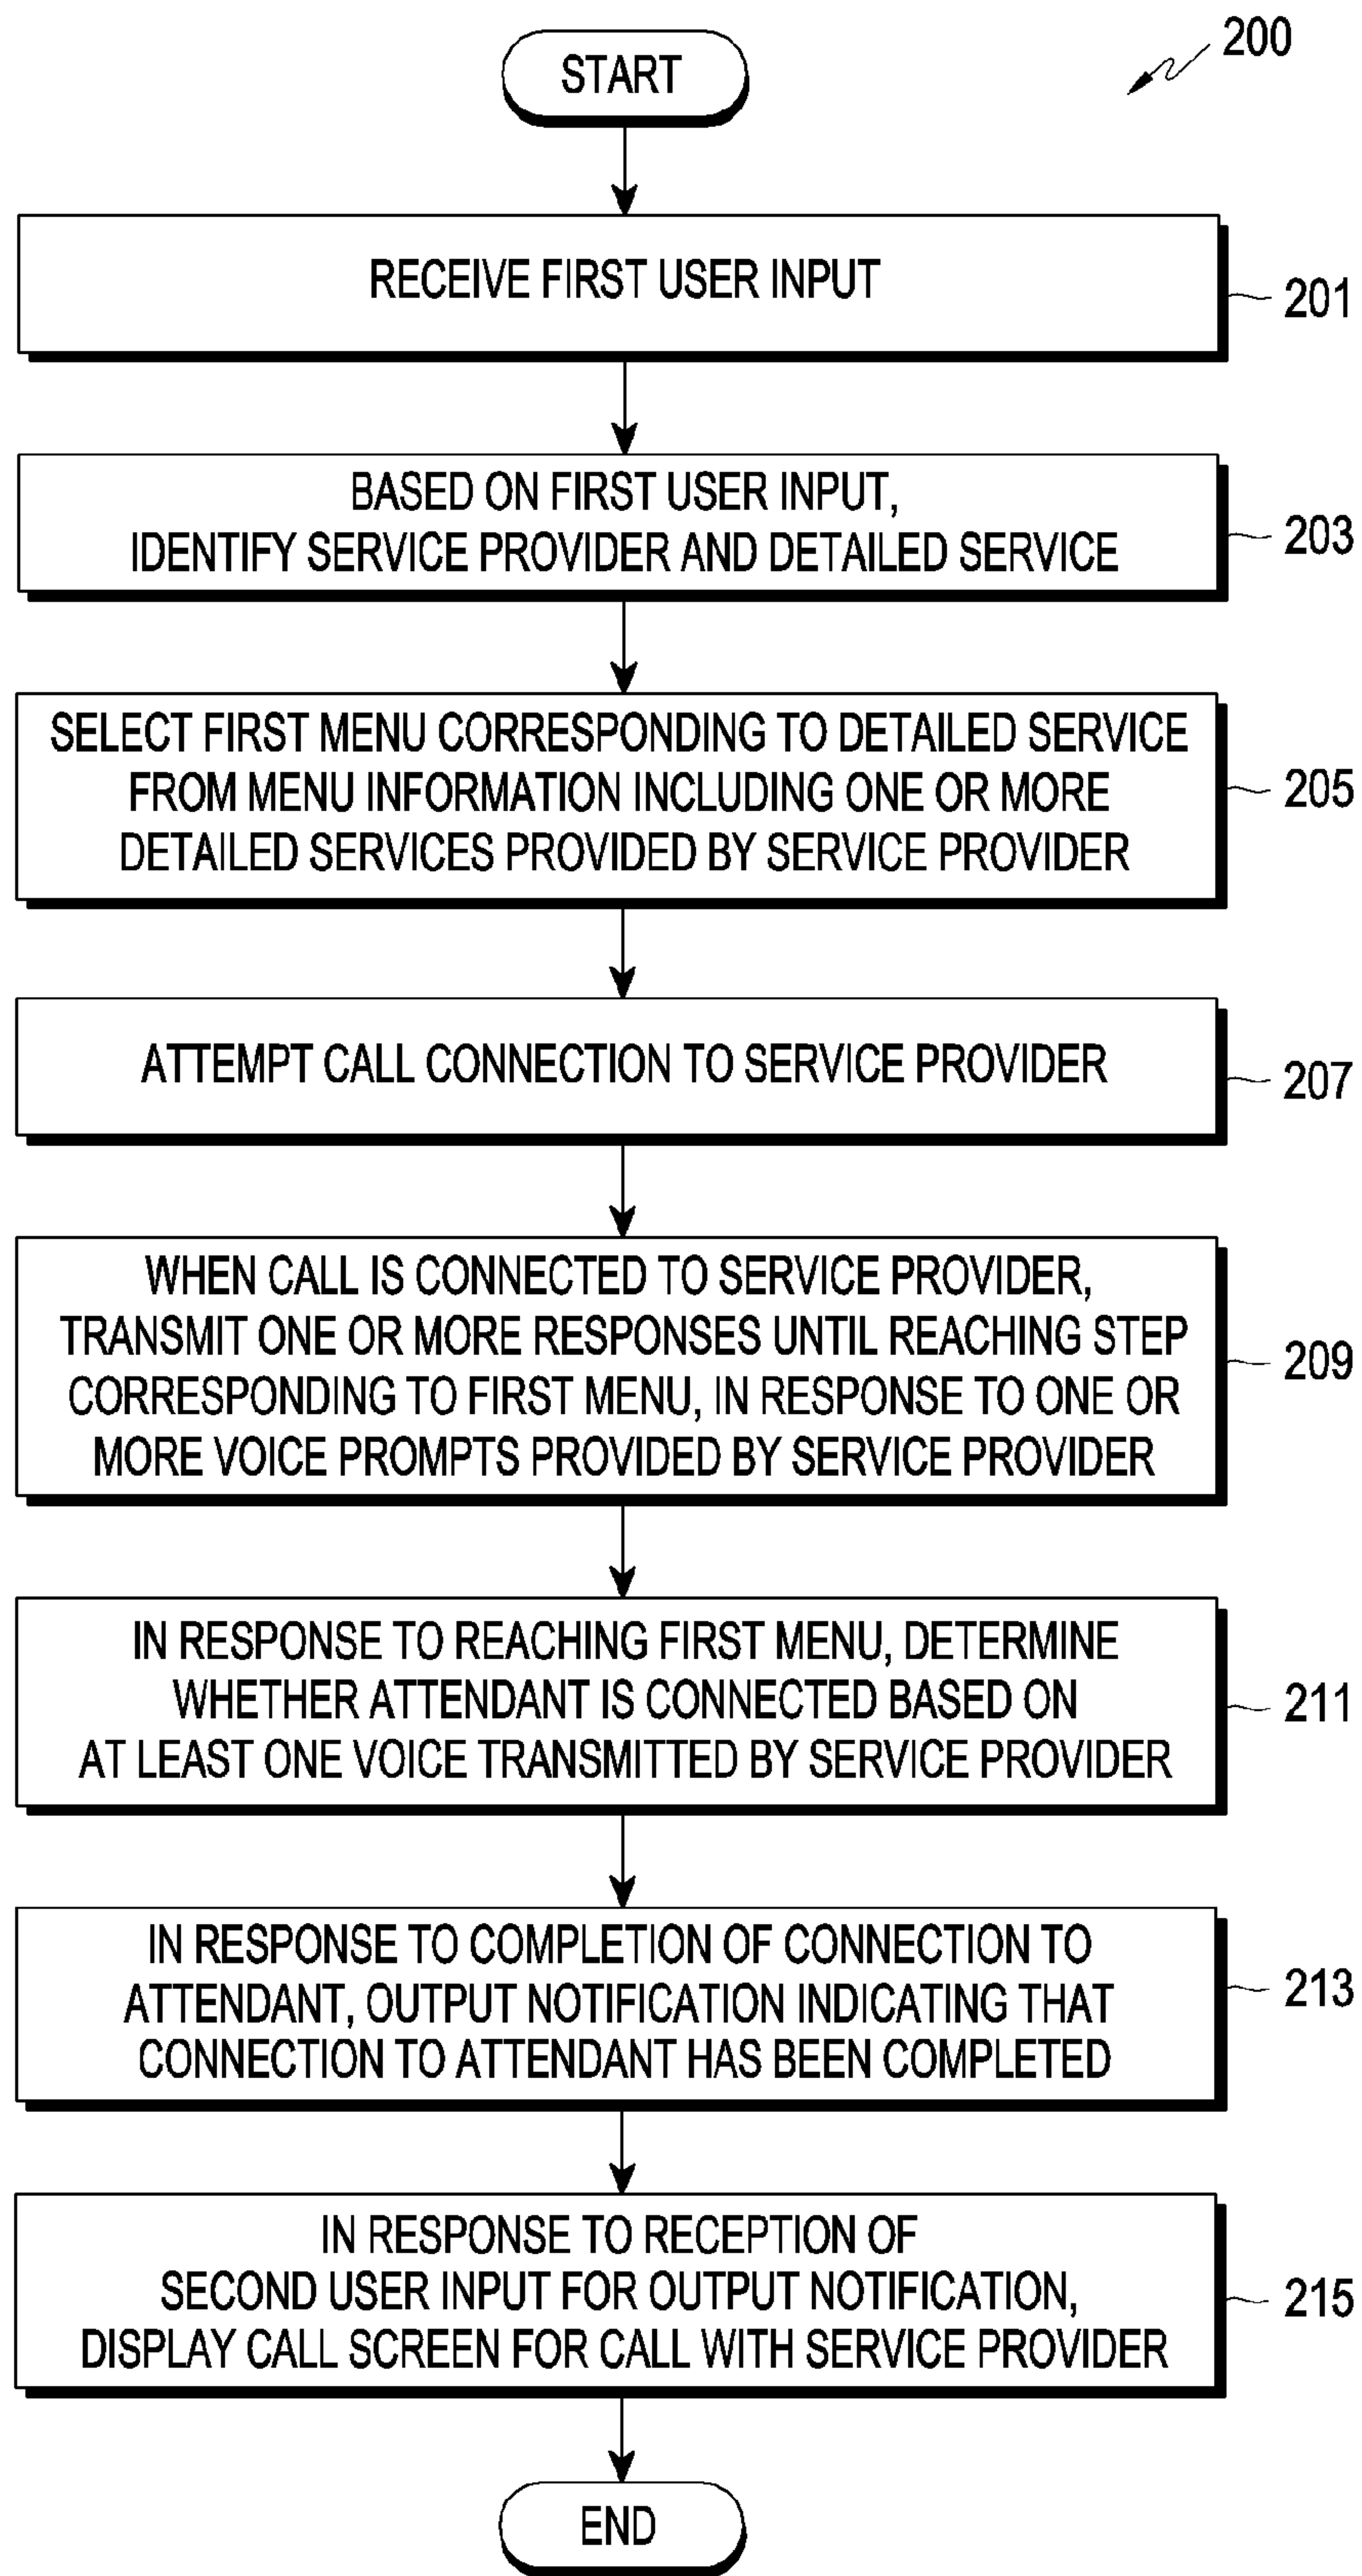 200
START
RECEIVE FIRST USER INPUT
201
BASED ON FIRST USER INPUT,
IDENTIFY SERVICE PROVIDER AND DETAILED SERVICE
203
SELECT FIRST MENU CORRESPONDING TO DETAILED SERVICE
FROM MENU INFORMATION INCLUDING ONE OR MORE
DETAILED SERVICES PROVIDED BY SERVICE PROVIDER
205
ATTEMPT CALL CONNECTION TO SERVICE PROVIDER
207
WHEN CALL IS CONNECTED TO SERVICE PROVIDER,
TRANSMIT ONE OR MORE RESPONSES UNTIL REACHING STEP
CORRESPONDING TO FIRST MENU, IN RESPONSE TO ONE OR
MORE VOICE PROMPTS PROVIDED BY SERVICE PROVIDER
209
IN RESPONSE TO REACHING FIRST MENU, DETERMINE
WHETHER ATTENDANT IS CONNECTED BASED ON
AT LEAST ONE VOICE TRANSMITTED BY SERVICE PROVIDER
211
IN RESPONSE TO COMPLETION OF CONNECTION TO
ATTENDANT, OUTPUT NOTIFICATION INDICATING THAT
CONNECTION TO ATTENDANT HAS BEEN COMPLETED
213
IN RESPONSE TO RECEPTION OF
SECOND USER INPUT FOR OUTPUT NOTIFICATION,
DISPLAY CALL SCREEN FOR CALL WITH SERVICE PROVIDER
215
END